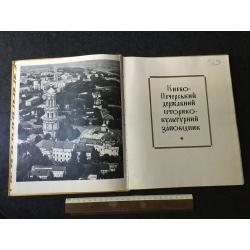 Києво-
Печерський
державний
історико-
культурний
заповідник